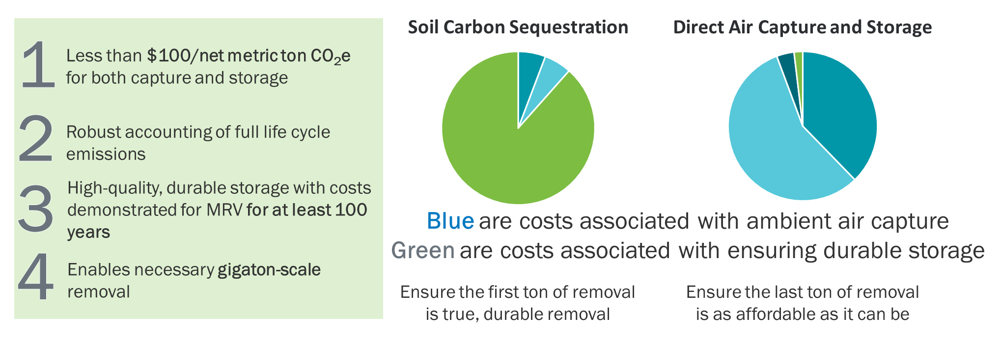 1
Less than $100/net metric ton CO₂e
for both capture and storage
2
Robust accounting of full life cycle
emissions
3
High-quality, durable storage with costs
demonstrated for MRV for at least 100
years
4
Enables necessary gigaton-scale
removal
Soil Carbon Sequestration
Direct Air Capture and Storage
Blue are costs associated with ambient air capture
Green are costs associated with ensuring durable storage
Ensure the first ton of removal
is true, durable removal
Ensure the last ton of removal
is as affordable as it can be